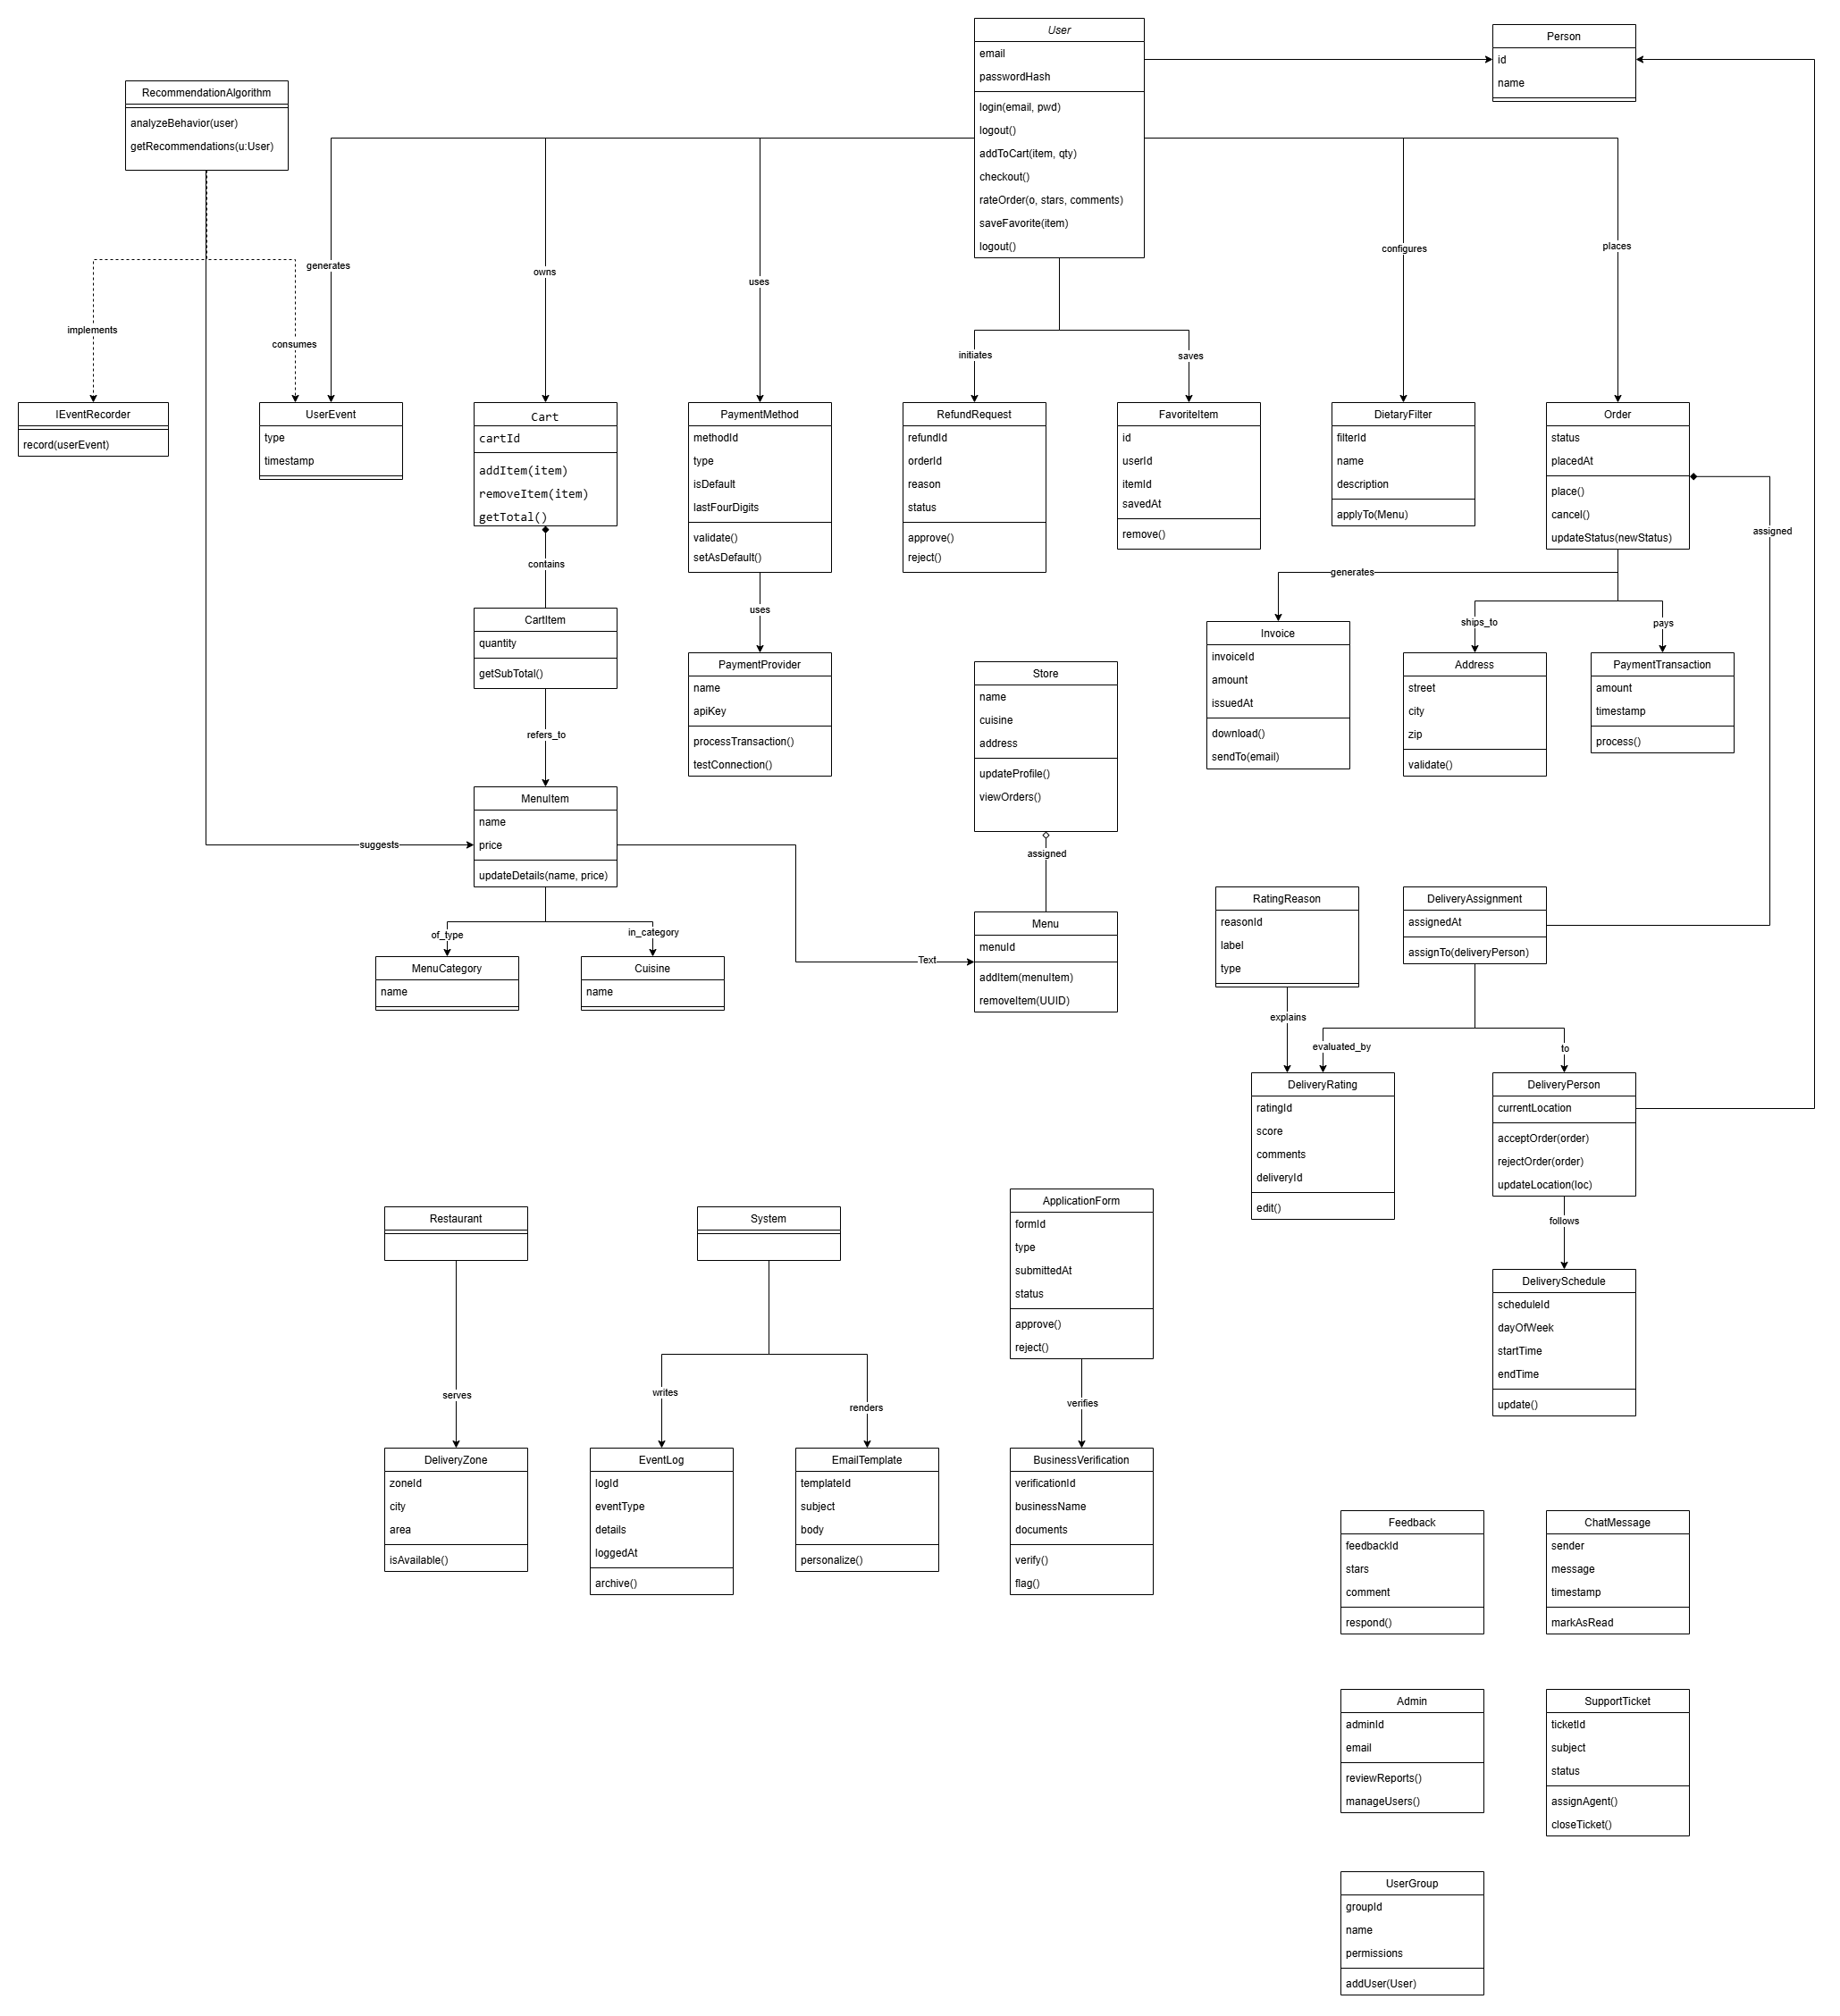 User
email
passwordHash
login(email, pwd)
logout()
addToCart(item, qty)
checkout()
rateOrder(o, stars, comments)
saveFavorite(item)
logout()
Person
id
name
RecommendationAlgorithm
analyzeBehavior(user)
getRecommendations(u:User)
generates
owns
uses
configures
places
implements
consumes
initiates
saves
IEventRecorder
record(userEvent)
UserEvent
type
timestamp
Cart
cartId
addItem(item)
removeItem(item)
getTotal()
PaymentMethod
methodId
type
isDefault
lastFourDigits
validate()
setAsDefault()
RefundRequest
refundId
orderId
reason
status
approve()
reject()
FavoriteItem
id
userId
itemId
savedAt
remove()
DietaryFilter
filterId
name
description
applyTo(Menu)
Order
status
placedAt
place()
cancel()
updateStatus(newStatus)
assigned
contains
uses
generates
ships_to
pays
CartItem
quantity
getSubTotal()
PaymentProvider
name
apiKey
processTransaction()
testConnection()
Store
name
cuisine
address
updateProfile()
viewOrders()
Invoice
invoiceId
amount
issuedAt
download()
sendTo(email)
Address
street
city
zip
validate()
PaymentTransaction
amount
timestamp
process()
refers_to
MenuItem
name
price
updateDetails(name, price)
suggests
assigned
of_type
in_category
Text
MenuCategory
name
Cuisine
name
Menu
menuId
addItem(menuItem)
removeItem(UUID)
RatingReason
reasonId
label
type
DeliveryAssignment
assignedAt
assignTo(deliveryPerson)
explains
evaluated_by
to
DeliveryRating
ratingId
score
comments
deliveryId
edit()
DeliveryPerson
currentLocation
acceptOrder(order)
rejectOrder(order)
updateLocation(loc)
follows
DeliverySchedule
scheduleId
dayOfWeek
startTime
endTime
update()
Restaurant
System
ApplicationForm
formId
type
submittedAt
status
approve()
reject()
serves
writes
renders
verifies
DeliveryZone
zoneId
city
area
isAvailable()
EventLog
logId
eventType
details
loggedAt
archive()
EmailTemplate
templateId
subject
body
personalize()
BusinessVerification
verificationId
businessName
documents
verify()
flag()
Feedback
feedbackId
stars
comment
respond()
ChatMessage
sender
message
timestamp
markAsRead
Admin
adminId
email
reviewReports()
manageUsers()
SupportTicket
ticketId
subject
status
assignAgent()
closeTicket()
UserGroup
groupId
name
permissions
addUser(User)